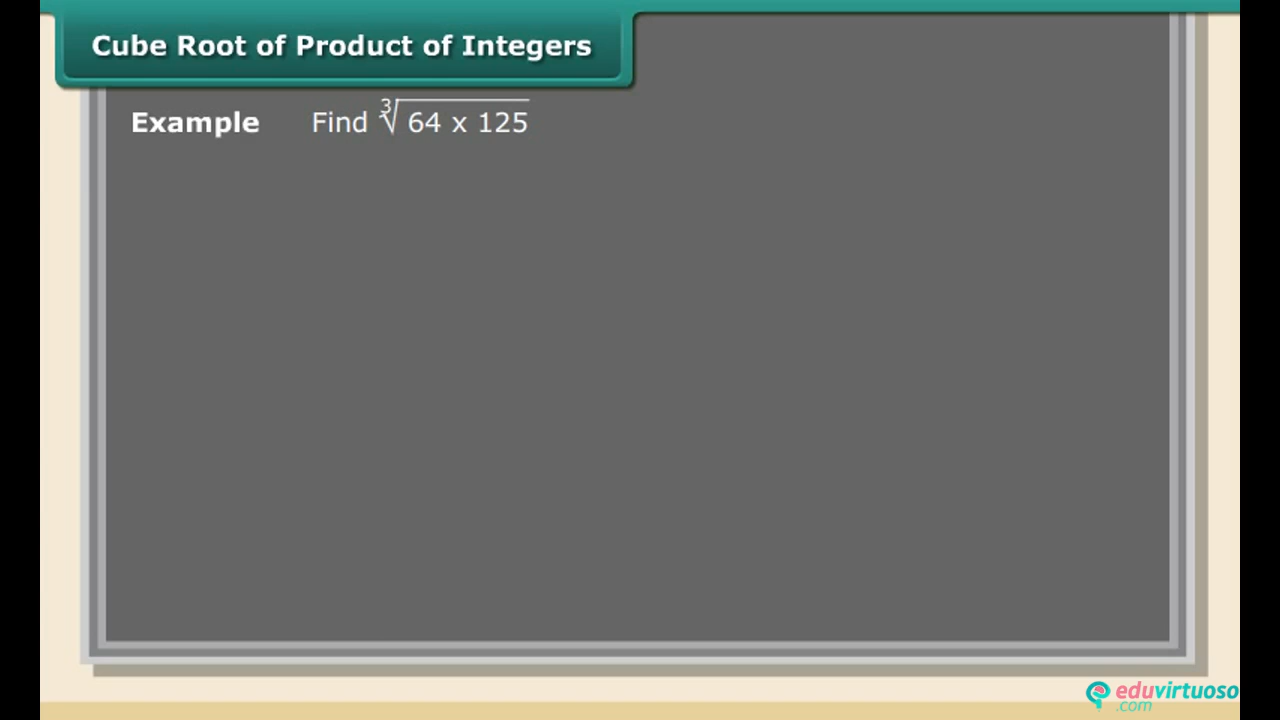 Cube Root of Product of Integers
Example Find ∛64 x 125
eduvirtuoso
.com